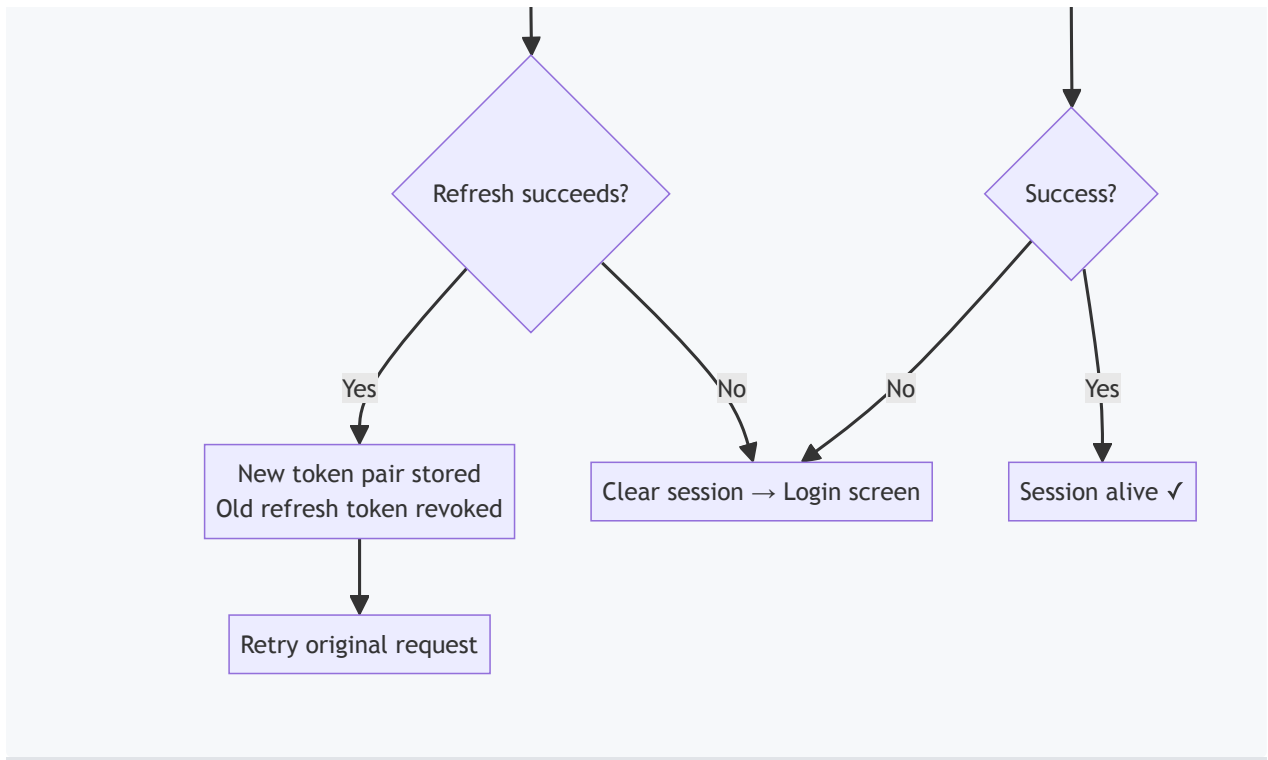 Refresh succeeds?
Success?
Yes
No
No
Yes
New token pair stored
Old refresh token revoked
Clear session → Login screen
Session alive ✓
Retry original request